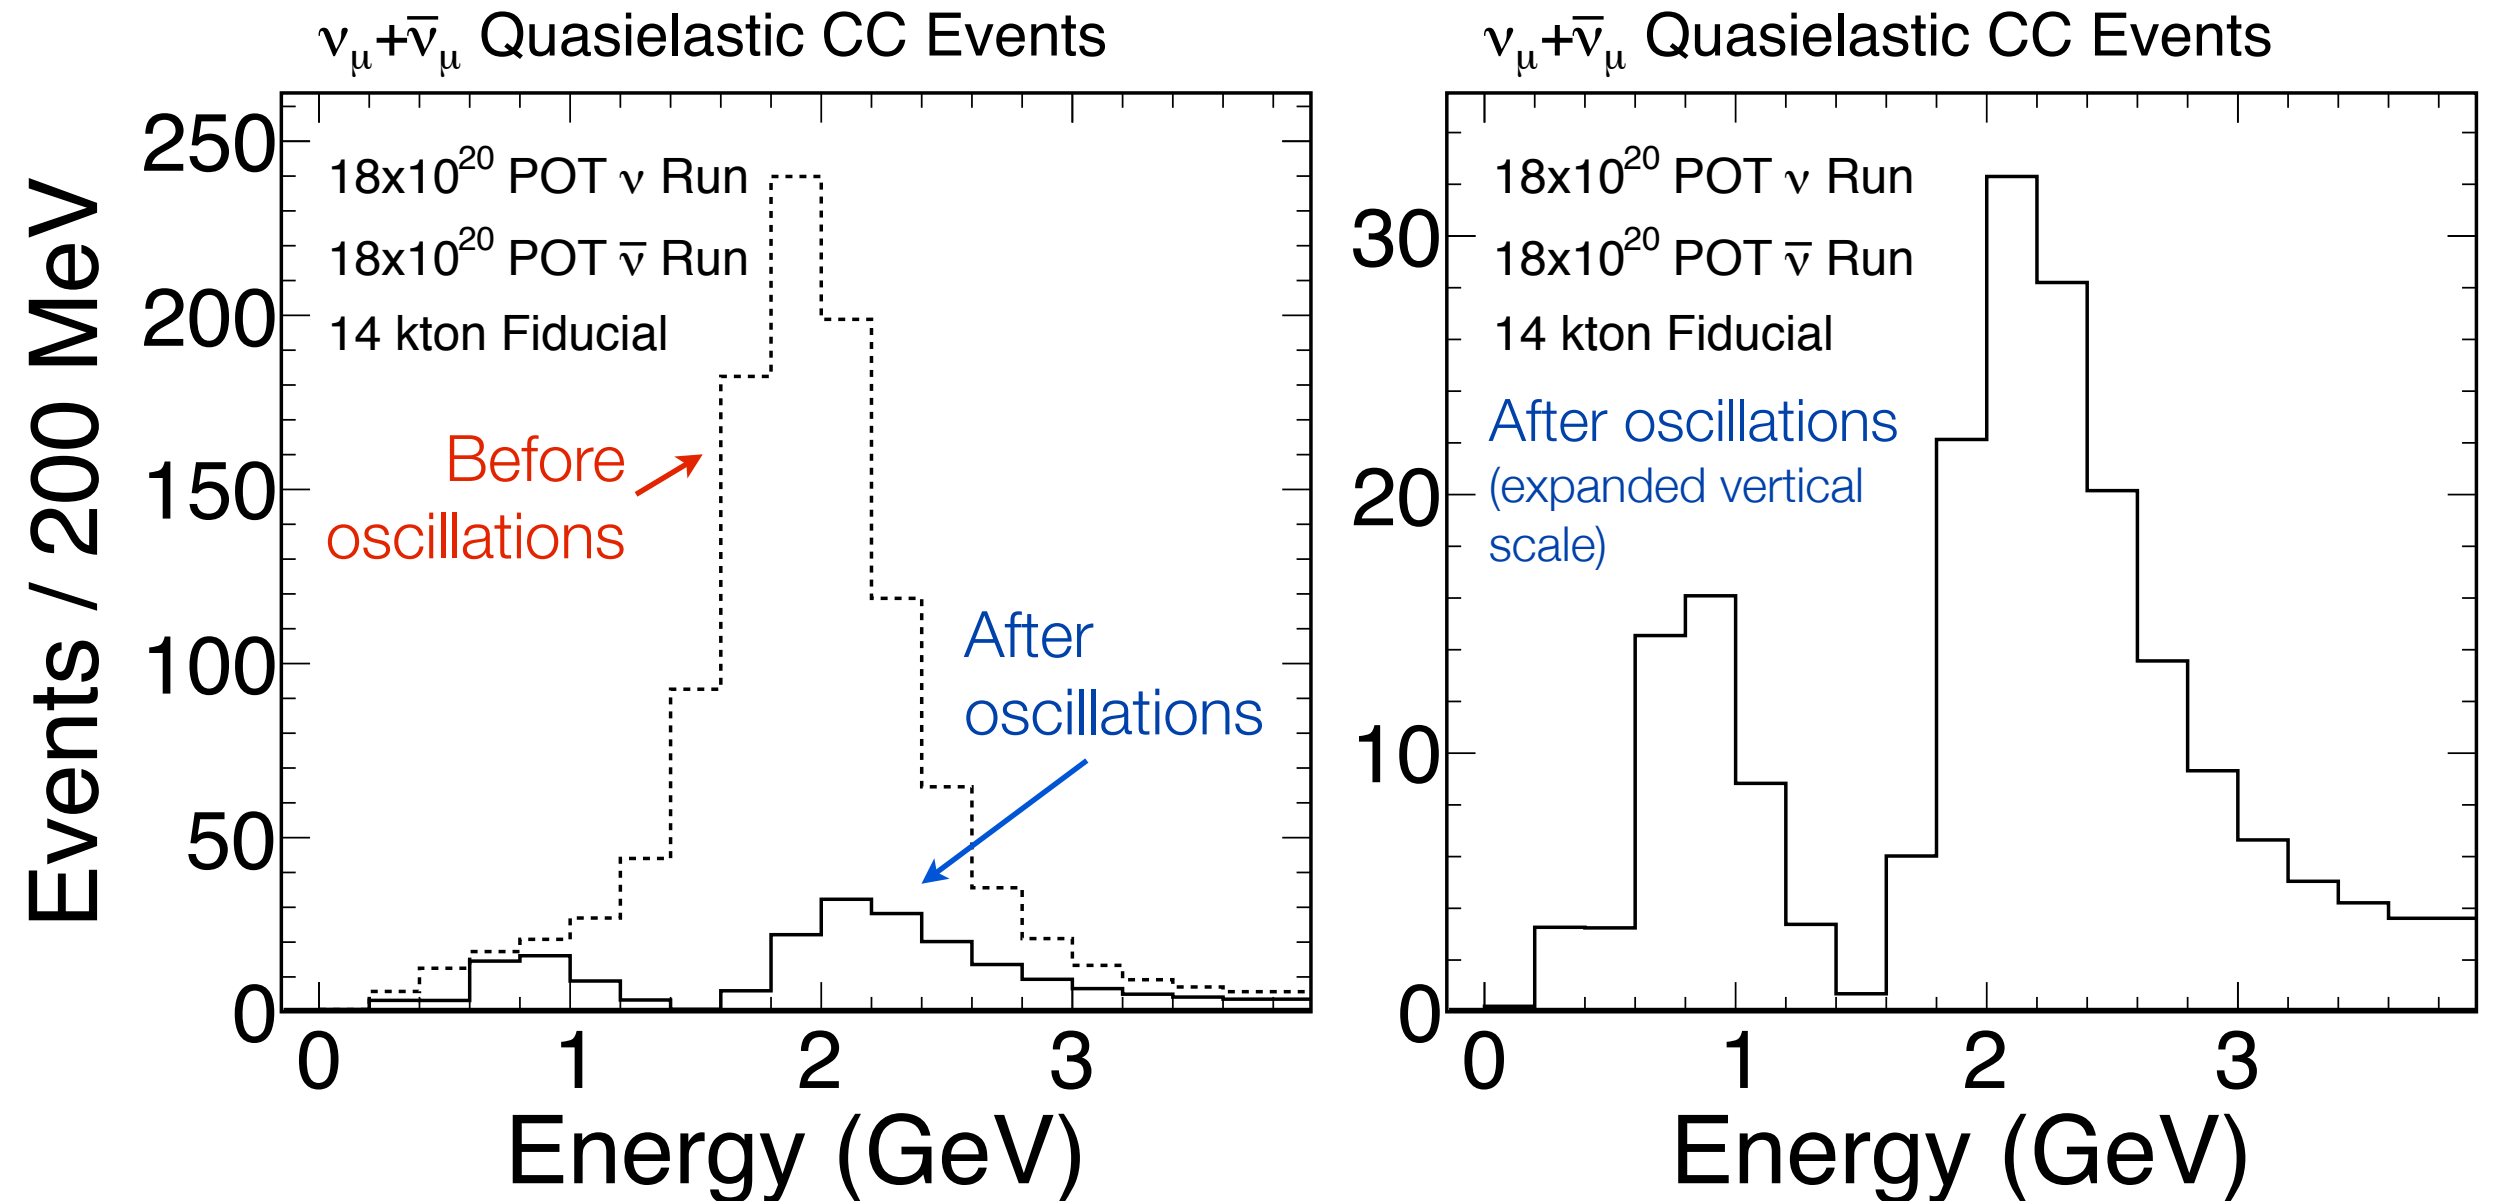 νμ+ν̅μ Quasielastic CC Events
18x10²⁰ POT ν Run
18x10²⁰ POT ν̅ Run
14 kton Fiducial
Before
oscillations
After
oscillations
Events / 200 MeV
250
200
150
100
50
0
0 1 2 3
Energy (GeV)
νμ+ν̅μ Quasielastic CC Events
18x10²⁰ POT ν Run
18x10²⁰ POT ν̅ Run
14 kton Fiducial
After oscillations
(expanded vertical
scale)
30
20
10
0
0 1 2 3
Energy (GeV)